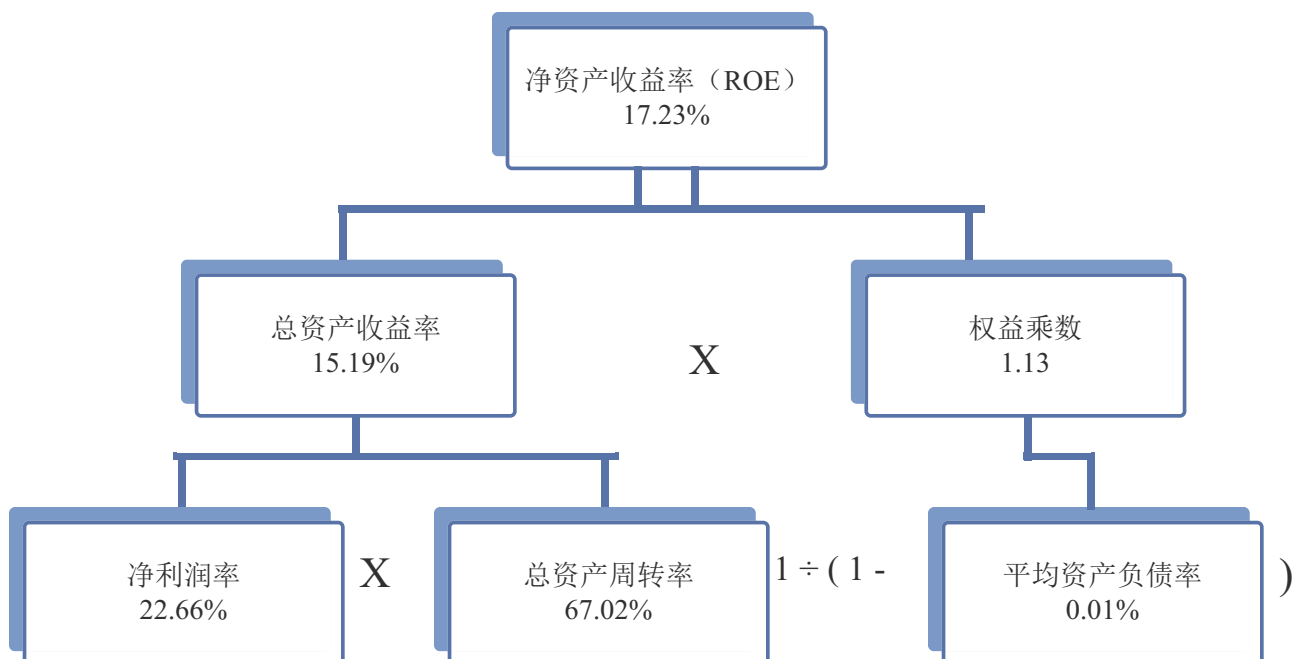 净资产收益率（ROE）
17.23%
总资产收益率
15.19%
X
权益乘数
1.13
净利润率
22.66%
X
总资产周转率
67.02%
1 ÷ ( 1 -
平均资产负债率
0.01%
)